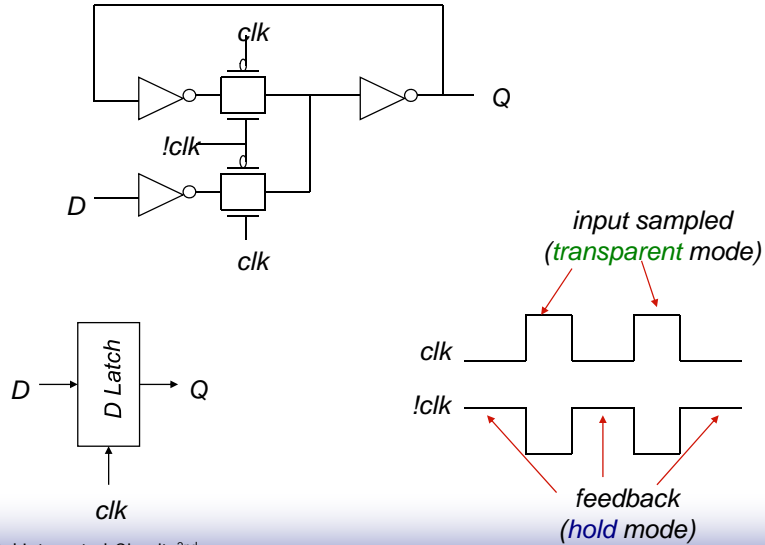 clk
Q
!clk
D
clk
input sampled
(transparent mode)
D Latch
clk
D
Q
!clk
clk
feedback
(hold mode)